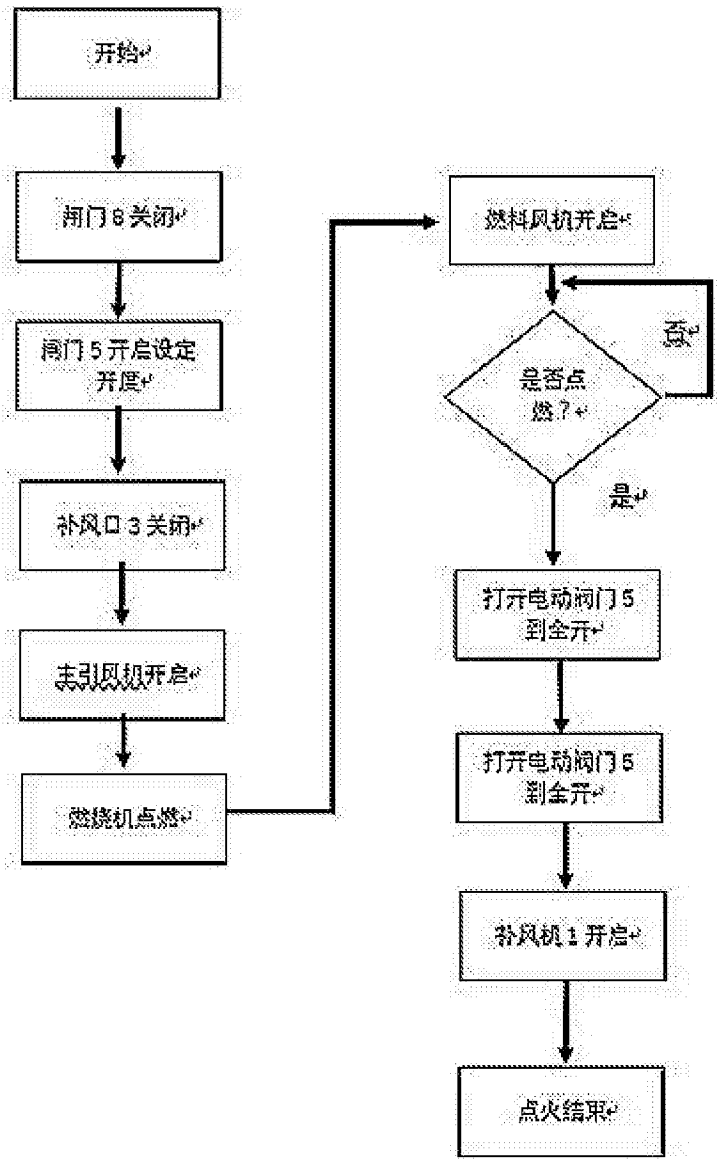 开始
闸门 8 关闭
闸门 5 开启设定
开度
补风口 3 关闭
主引风机开启
燃烧机点燃
燃料风机开启
是否点
燃？
否
是
打开电动阀门 5
到全开
打开电动阀门 5
到全开
补风机 1 开启
点火结束